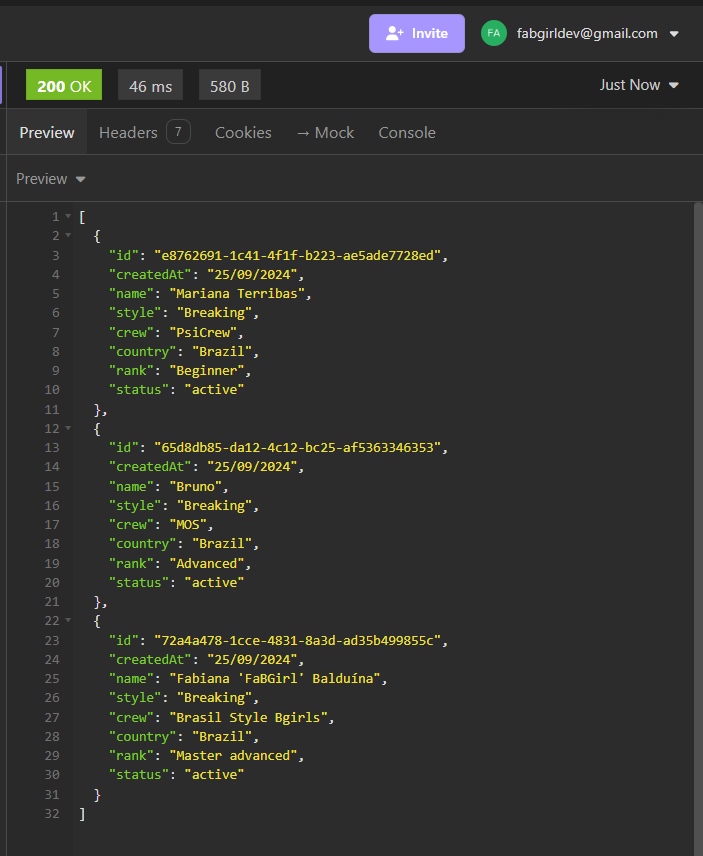 Invite FA fabgirldev@gmail.com
200 OK 46 ms 580 B Just Now
Preview Headers 7 Cookies → Mock Console
Preview
1 [
2 {
3 "id": "e8762691-1c41-4f1f-b223-ae5ade7728ed",
4 "createdAt": "25/09/2024",
5 "name": "Mariana Terribas",
6 "style": "Breaking",
7 "crew": "PsiCrew",
8 "country": "Brazil",
9 "rank": "Beginner",
10 "status": "active"
11 },
12 {
13 "id": "65d8db85-da12-4c12-bc25-af5363346353",
14 "createdAt": "25/09/2024",
15 "name": "Bruno",
16 "style": "Breaking",
17 "crew": "MOS",
18 "country": "Brazil",
19 "rank": "Advanced",
20 "status": "active"
21 },
22 {
23 "id": "72a4a478-1cce-4831-8a3d-ad35b499855c",
24 "createdAt": "25/09/2024",
25 "name": "Fabiana 'FaBGirl' Balduína",
26 "style": "Breaking",
27 "crew": "Brasil Style Bgirls",
28 "country": "Brazil",
29 "rank": "Master advanced",
30 "status": "active"
31 }
32 ]